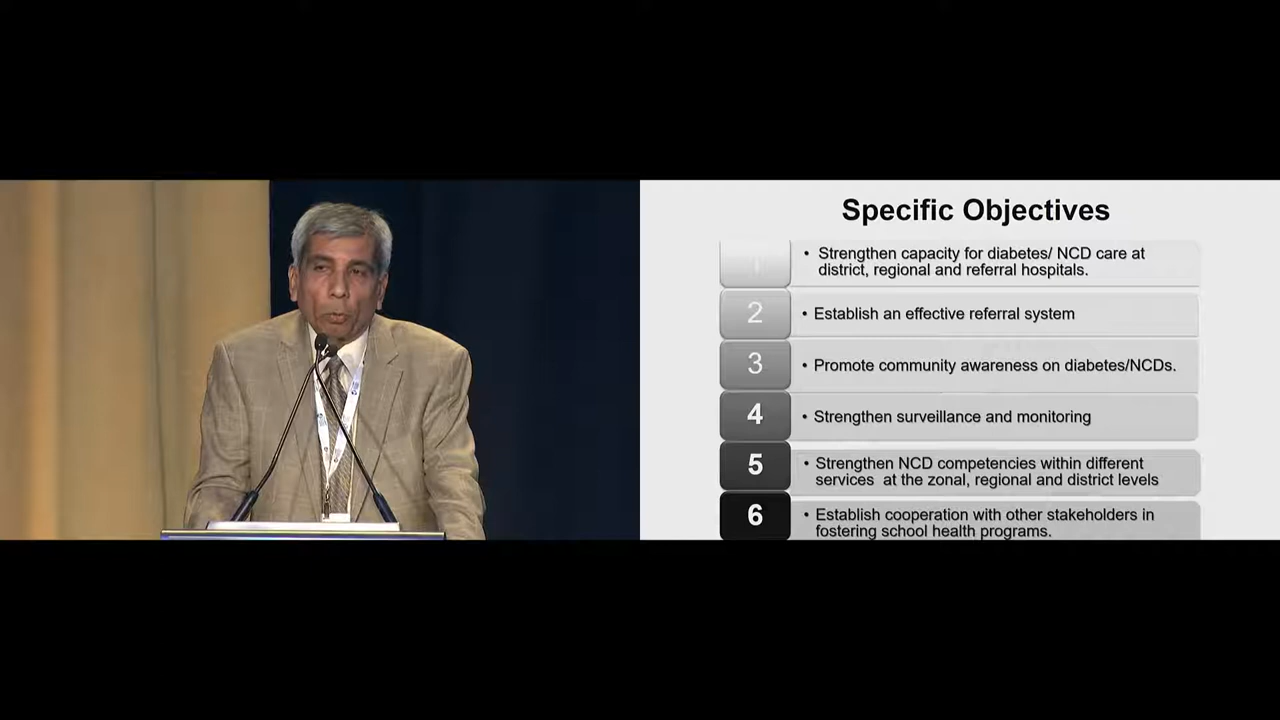 Specific Objectives
1
• Strengthen capacity for diabetes/ NCD care at
district, regional and referral hospitals.
2
• Establish an effective referral system
3
• Promote community awareness on diabetes/NCDs.
4
• Strengthen surveillance and monitoring
5
• Strengthen NCD competencies within different
services at the zonal, regional and district levels
6
• Establish cooperation with other stakeholders in
fostering school health programs.